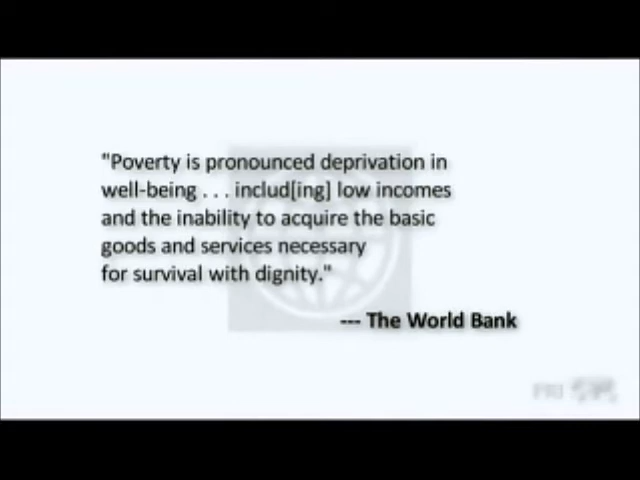 "Poverty is pronounced deprivation in
well-being . . . includ[ing] low incomes
and the inability to acquire the basic
goods and services necessary
for survival with dignity."
--- The World Bank